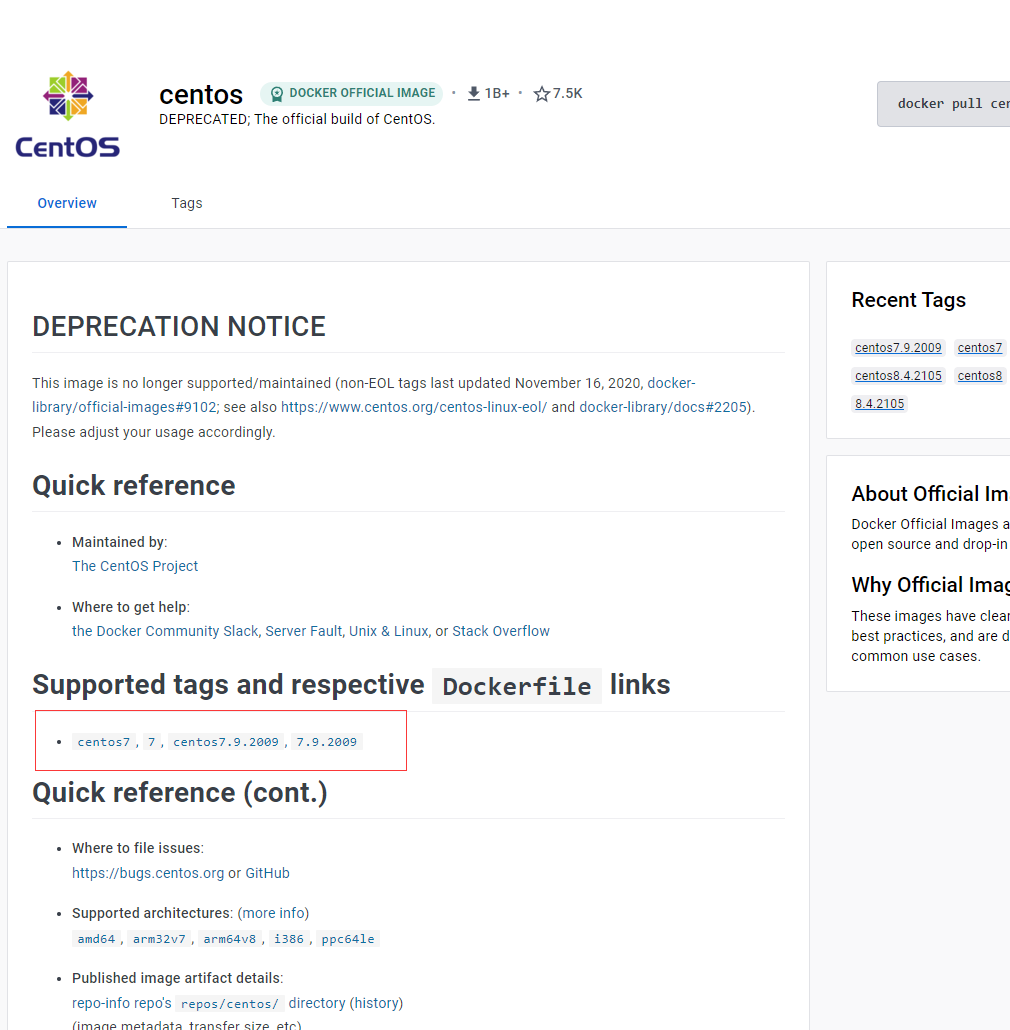 CentOS
centos DOCKER OFFICIAL IMAGE • 1B+ • 7.5K
DEPRECATED; The official build of CentOS.
docker pull cen
Overview Tags
DEPRECATION NOTICE
This image is no longer supported/maintained (non-EOL tags last updated November 16, 2020, docker-
library/official-images#9102; see also https://www.centos.org/centos-linux-eol/ and docker-library/docs#2205).
Please adjust your usage accordingly.
Quick reference
• Maintained by:
The CentOS Project
• Where to get help:
the Docker Community Slack, Server Fault, Unix & Linux, or Stack Overflow
Supported tags and respective Dockerfile links
• centos7, 7, centos7.9.2009, 7.9.2009
Quick reference (cont.)
• Where to file issues:
https://bugs.centos.org or GitHub
• Supported architectures: (more info)
amd64, arm32v7, arm64v8, i386, ppc64le
• Published image artifact details:
repo-info repo's repos/centos/ directory (history)
(image metadata, transfer size, etc)
Recent Tags
centos7.9.2009 centos7
centos8.4.2105 centos8
8.4.2105
About Official Im
Docker Official Images a
open source and drop-in
Why Official Imag
These images have clear
best practices, and are d
common use cases.